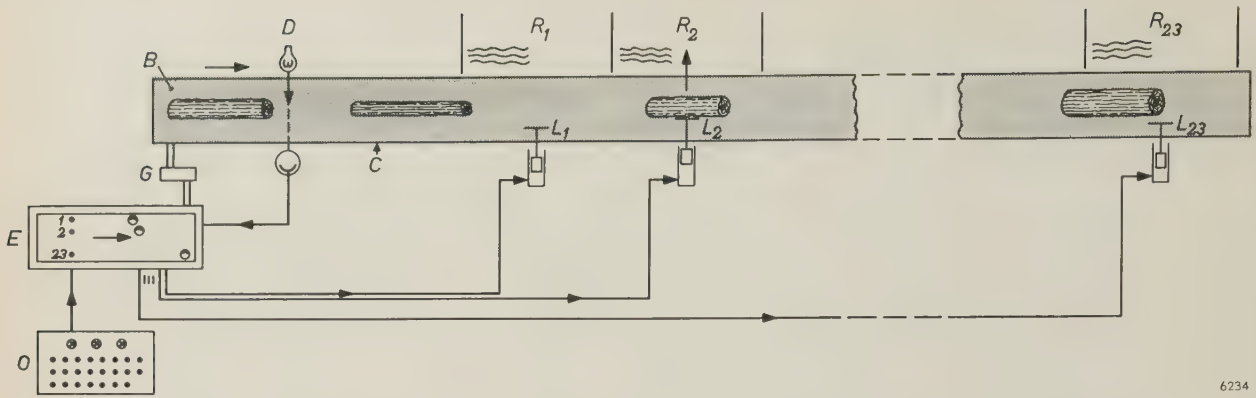 D R₁ R₂ R₂₃
B
L₁ L₂ L₂₃
G C
E 1
2
23
O
6234